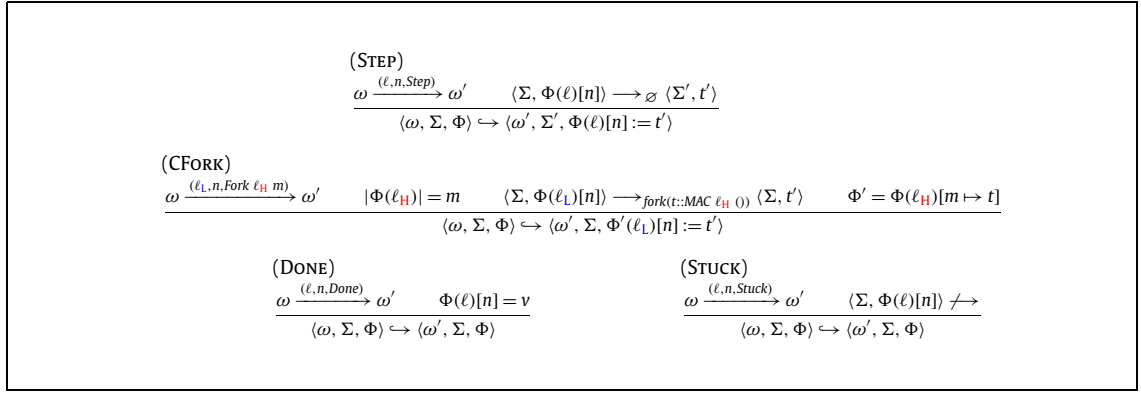 (STEP)
ω —(ℓ,n,Step)→ ω′ ⟨Σ, Φ(ℓ)[n]⟩ ⟶∅ ⟨Σ′, t′⟩
⟨ω, Σ, Φ⟩ ↪ ⟨ω′, Σ′, Φ(ℓ)[n] := t′⟩
(CFORK)
ω —(ℓL,n,Fork ℓH m)→ ω′ |Φ(ℓH)| = m ⟨Σ, Φ(ℓL)[n]⟩ ⟶fork(t::MAC ℓH ()) ⟨Σ, t′⟩ Φ′ = Φ(ℓH)[m ↦ t]
⟨ω, Σ, Φ⟩ ↪ ⟨ω′, Σ, Φ′(ℓL)[n] := t′⟩
(DONE) (STUCK)
ω —(ℓ,n,Done)→ ω′ Φ(ℓ)[n] = v ω —(ℓ,n,Stuck)→ ω′ ⟨Σ, Φ(ℓ)[n]⟩ ⟶̸
⟨ω, Σ, Φ⟩ ↪ ⟨ω′, Σ, Φ⟩ ⟨ω, Σ, Φ⟩ ↪ ⟨ω′, Σ, Φ⟩